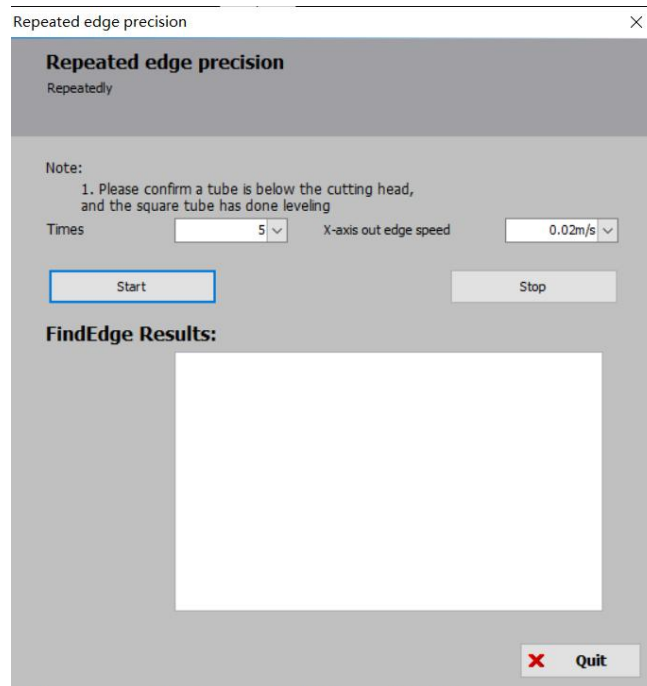 Repeated edge precision
Repeated edge precision
Repeatedly
Note:
1. Please confirm a tube is below the cutting head,
and the square tube has done leveling
Times 5 X-axis out edge speed 0.02m/s
Start Stop
FindEdge Results:
Quit